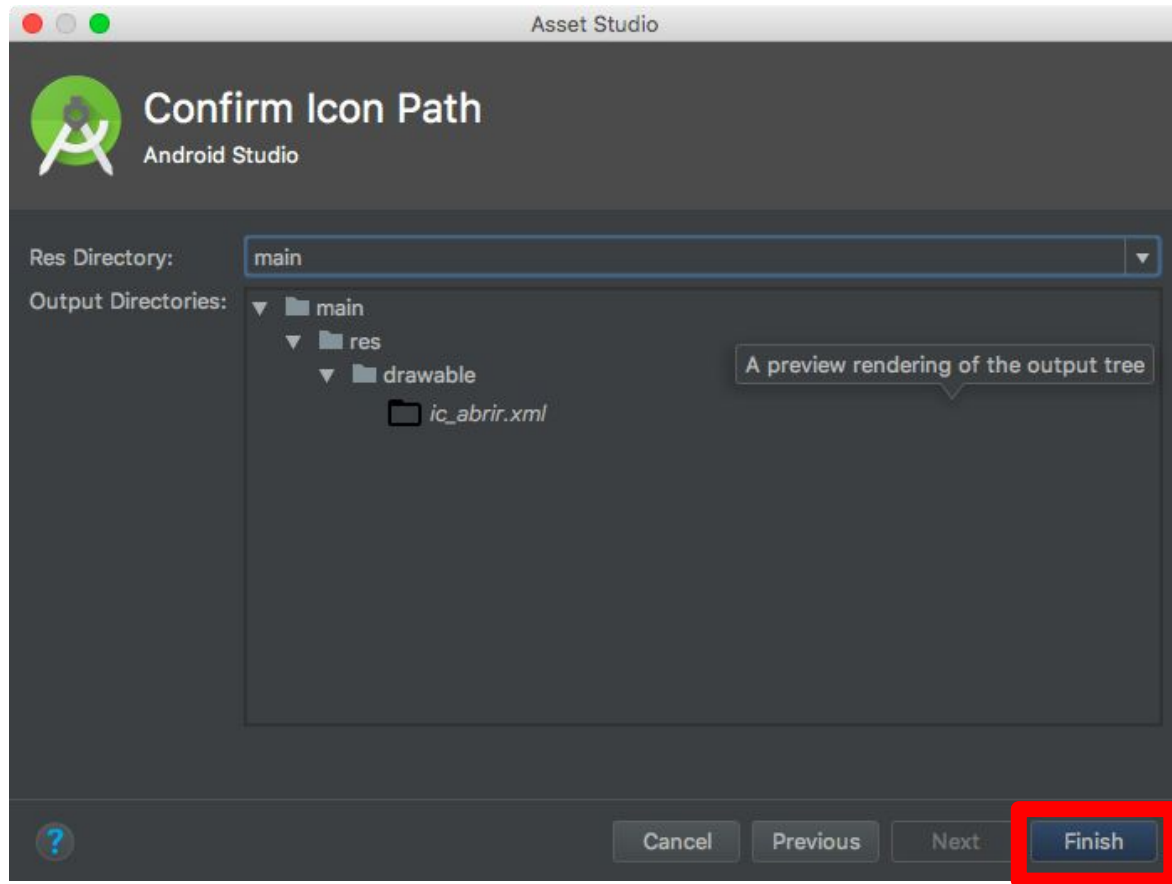 Asset Studio
Confirm Icon Path
Android Studio
Res Directory: main
Output Directories:
main
res
drawable
A preview rendering of the output tree
ic_abrir.xml
? Cancel Previous Next Finish